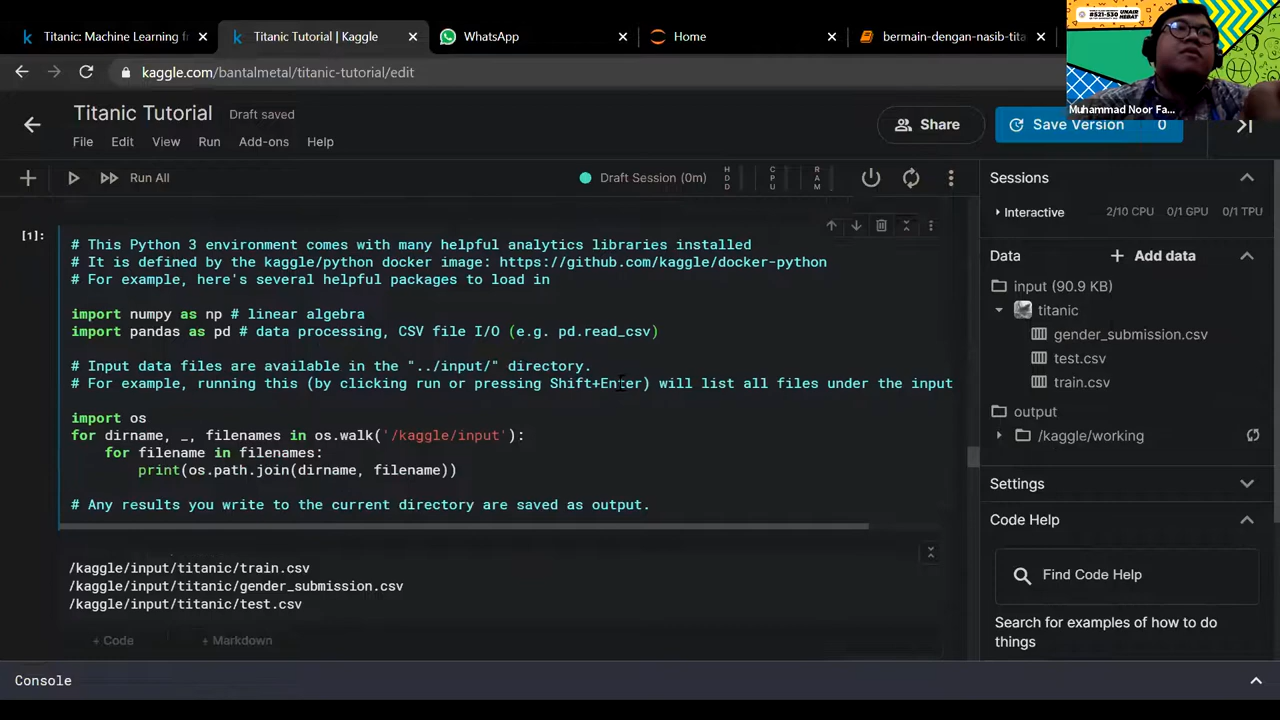 Titanic: Machine Learning f
Titanic Tutorial | Kaggle
WhatsApp
Home
bermain-dengan-nasib-tita
#521-530
UNAIR
HEBAT
kaggle.com/bantalmetal/titanic-tutorial/edit
Muhammad Noor Fa...
Titanic Tutorial
Draft saved
Share
Save Version
0
File
Edit
View
Run
Add-ons
Help
Run All
Draft Session (0m)
HDD
CPU
RAM
[1]:
# This Python 3 environment comes with many helpful analytics libraries installed
# It is defined by the kaggle/python docker image: https://github.com/kaggle/docker-python
# For example, here's several helpful packages to load in
import numpy as np # linear algebra
import pandas as pd # data processing, CSV file I/O (e.g. pd.read_csv)
# Input data files are available in the "../input/" directory.
# For example, running this (by clicking run or pressing Shift+Enter) will list all files under the input
import os
for dirname, _, filenames in os.walk('/kaggle/input'):
for filename in filenames:
print(os.path.join(dirname, filename))
# Any results you write to the current directory are saved as output.
/kaggle/input/titanic/train.csv
/kaggle/input/titanic/gender_submission.csv
/kaggle/input/titanic/test.csv
+ Code
+ Markdown
Console
Sessions
Interactive
2/10 CPU
0/1 GPU
0/1 TPU
Data
+ Add data
input (90.9 KB)
titanic
gender_submission.csv
test.csv
train.csv
output
/kaggle/working
Settings
Code Help
Find Code Help
Search for examples of how to do
things